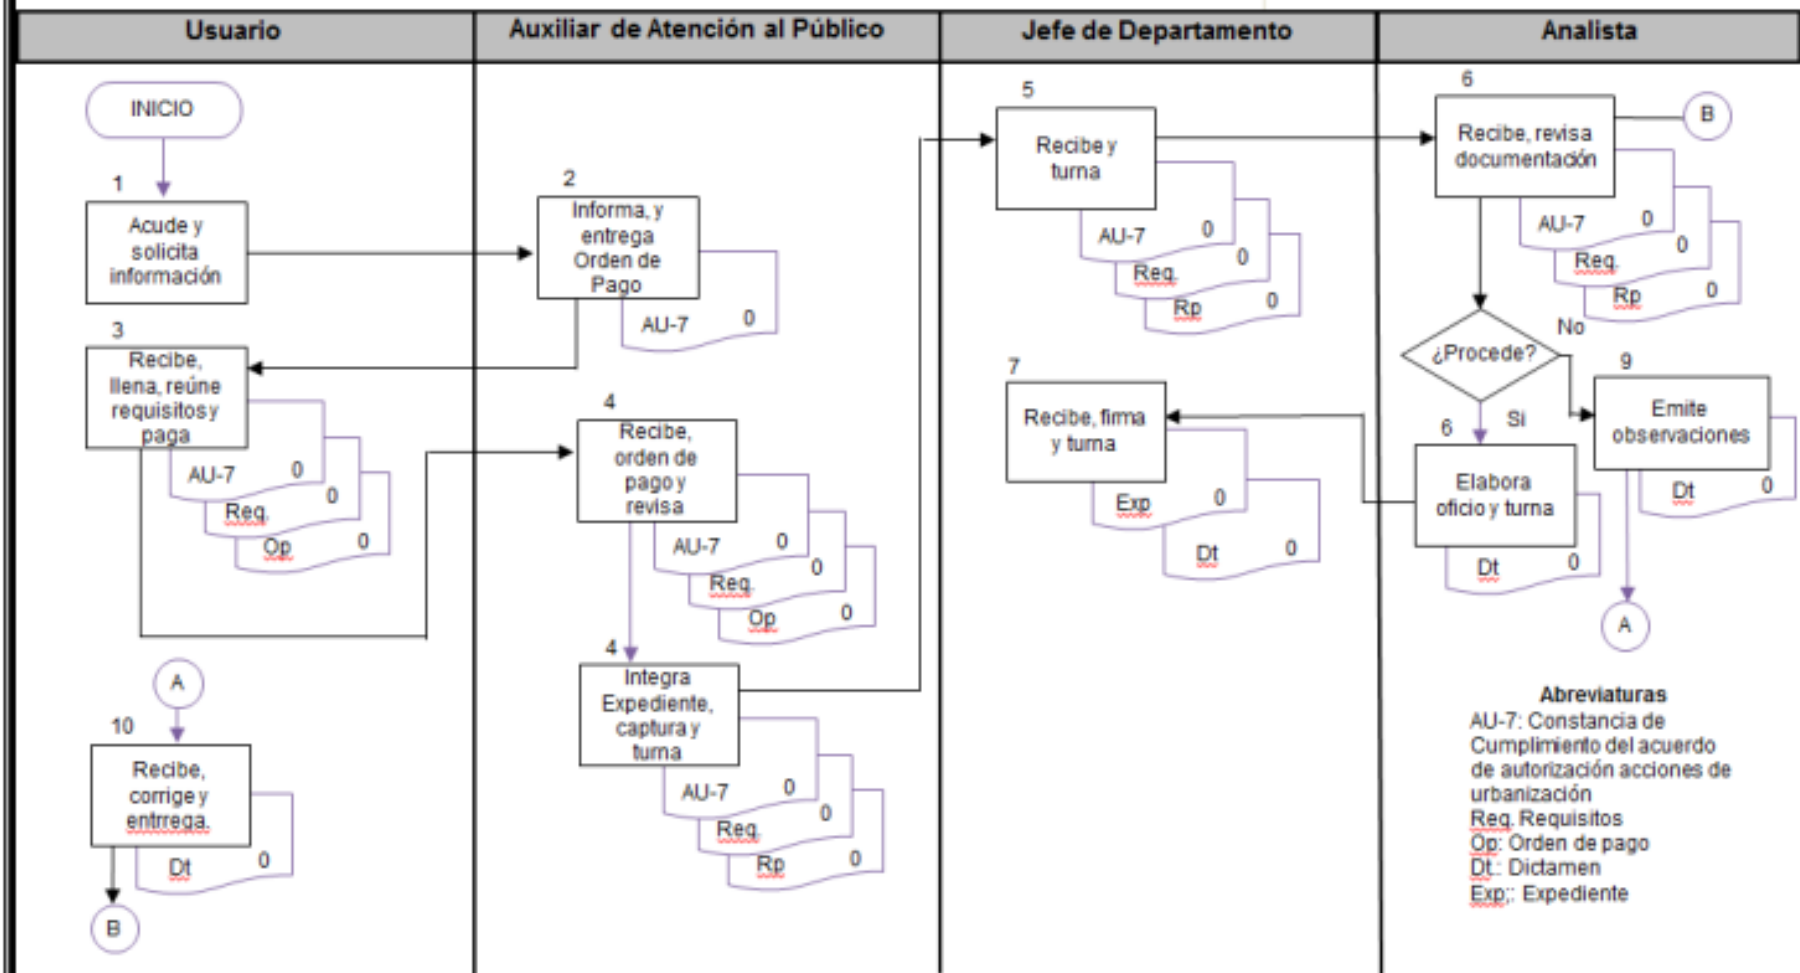 Usuario
Auxiliar de Atención al Público
Jefe de Departamento
Analista
INICIO
1
Acude y
solicita
información
2
Informa, y
entrega
Orden de
Pago
AU-7 0
3
Recibe,
llena, reúne
requisitos y
paga
AU-7 0
Req. 0
Op 0
4
Recibe,
orden de
pago y
revisa
AU-7 0
Req. 0
Op 0
4
Integra
Expediente,
captura y
turna
AU-7 0
Req. 0
Rp 0
5
Recibe y
turna
AU-7 0
Req. 0
Rp 0
6
Recibe, revisa
documentación
B
AU-7 0
Req. 0
Rp 0
¿Procede?
No
Si
6
Elabora
oficio y turna
Dt 0
7
Recibe, firma
y turna
Exp 0
Dt 0
9
Emite
observaciones
Dt 0
A
A
10
Recibe,
corrige y
entrrega.
Dt 0
B
Abreviaturas
AU-7: Constancia de
Cumplimiento del acuerdo
de autorización acciones de
urbanización
Req. Requisitos
Op: Orden de pago
Dt.: Dictamen
Exp;: Expediente